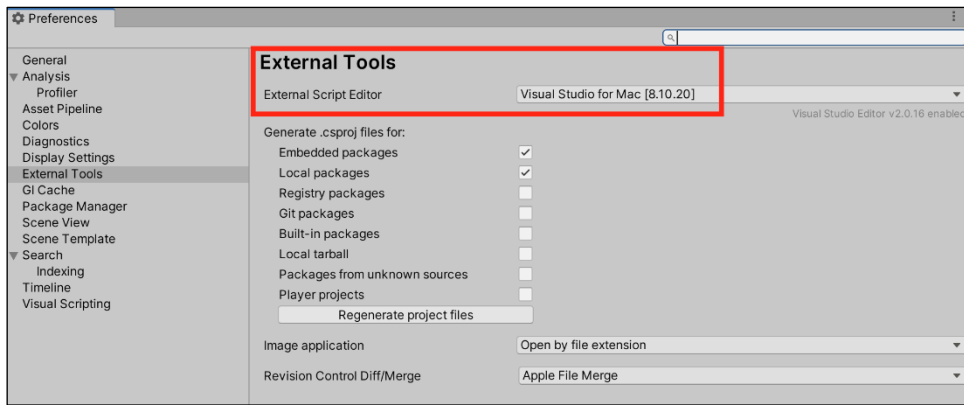 Preferences
General
Analysis
Profiler
Asset Pipeline
Colors
Diagnostics
Display Settings
External Tools
GI Cache
Package Manager
Scene View
Scene Template
Search
Indexing
Timeline
Visual Scripting
External Tools
External Script Editor Visual Studio for Mac [8.10.20]
Visual Studio Editor v2.0.16 enabled
Generate .csproj files for:
Embedded packages
Local packages
Registry packages
Git packages
Built-in packages
Local tarball
Packages from unknown sources
Player projects
Regenerate project files
Image application Open by file extension
Revision Control Diff/Merge Apple File Merge